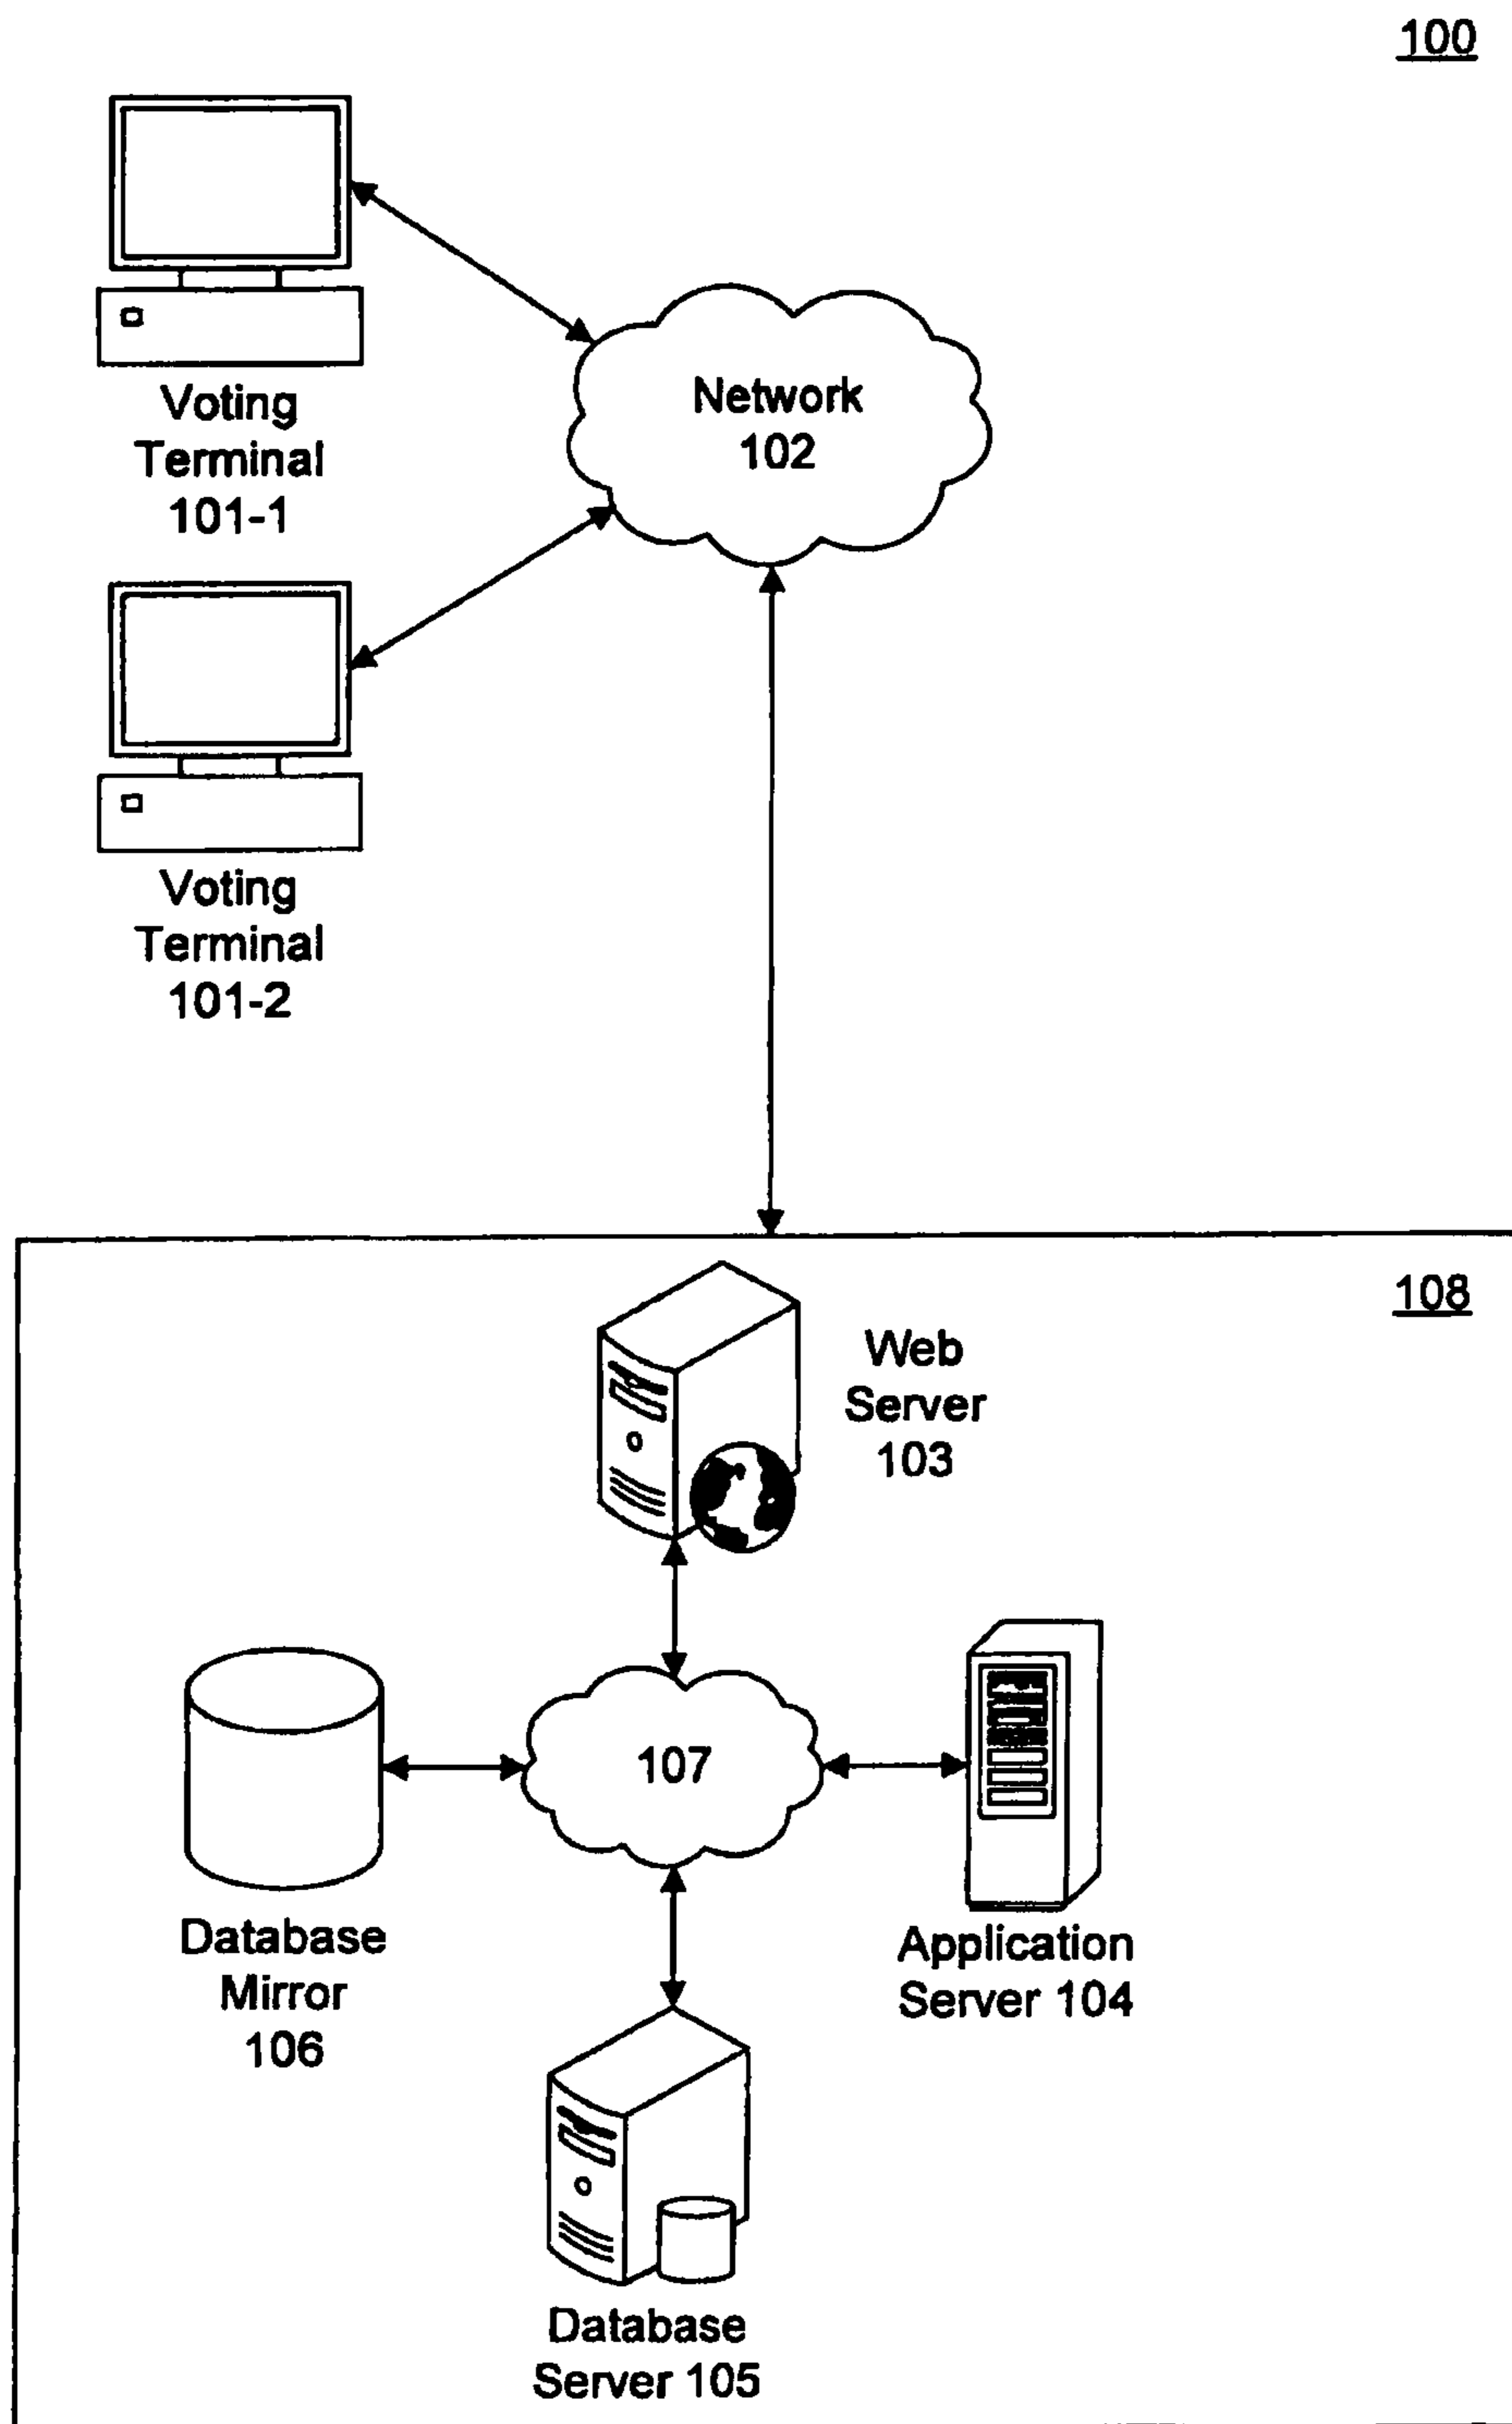 100
Voting
Terminal
101-1
Network
102
Voting
Terminal
101-2
108
Web
Server
103
107
Database
Mirror
106
Application
Server 104
Database
Server 105